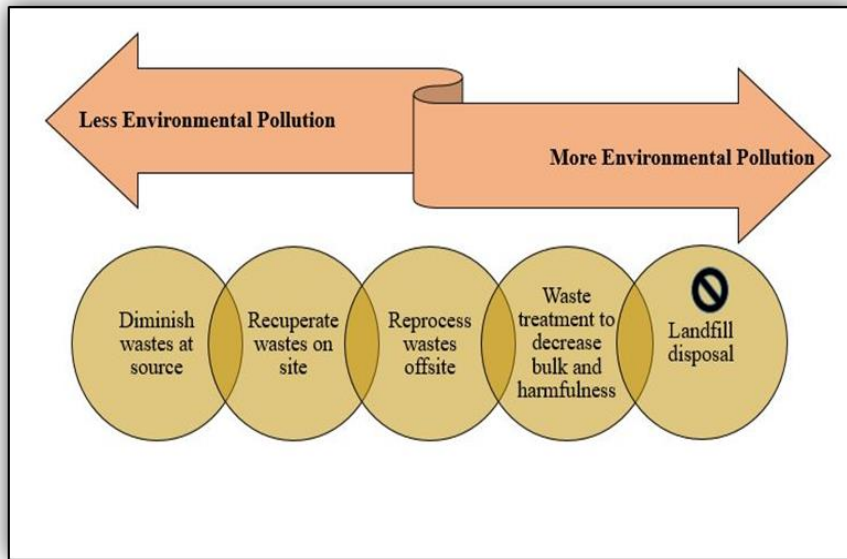 Less Environmental Pollution
More Environmental Pollution
Diminish
wastes at
source
Recuperate
wastes on
site
Reprocess
wastes
offsite
Waste
treatment to
decrease
bulk and
harmfulness
Landfill
disposal